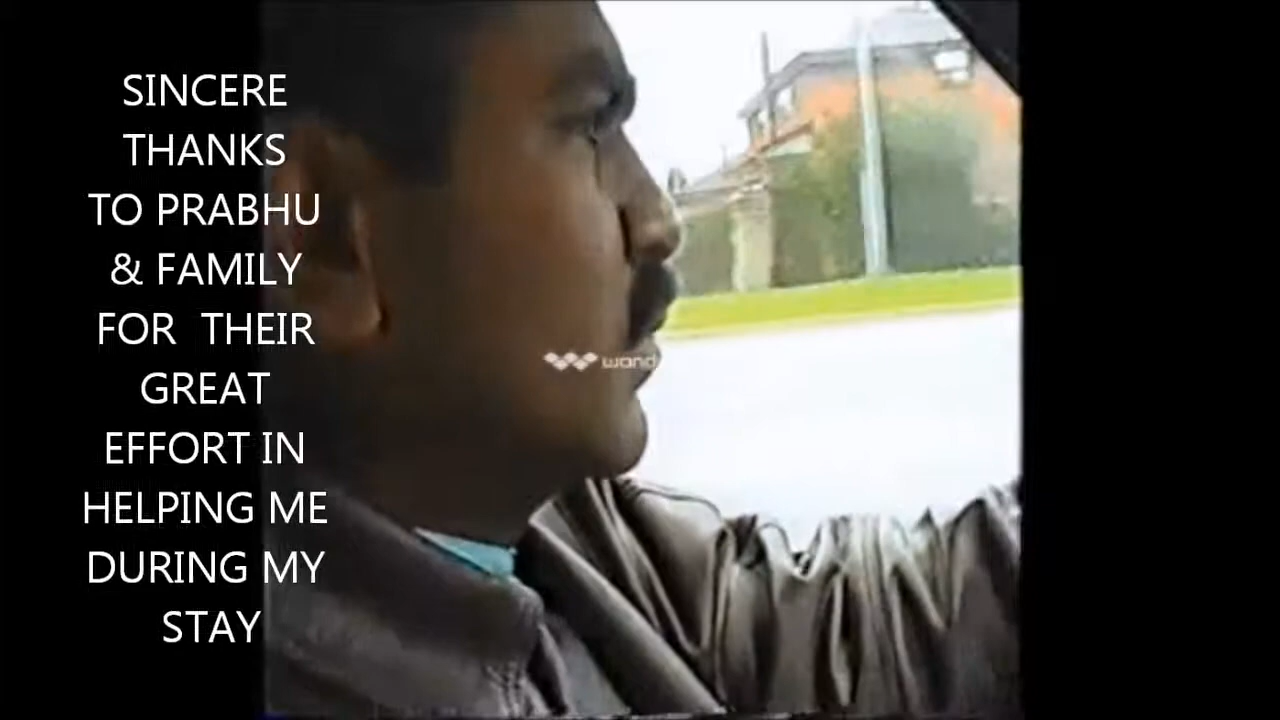 SINCERE
THANKS
TO PRABHU
& FAMILY
FOR THEIR
GREAT
EFFORT IN
HELPING ME
DURING MY
STAY